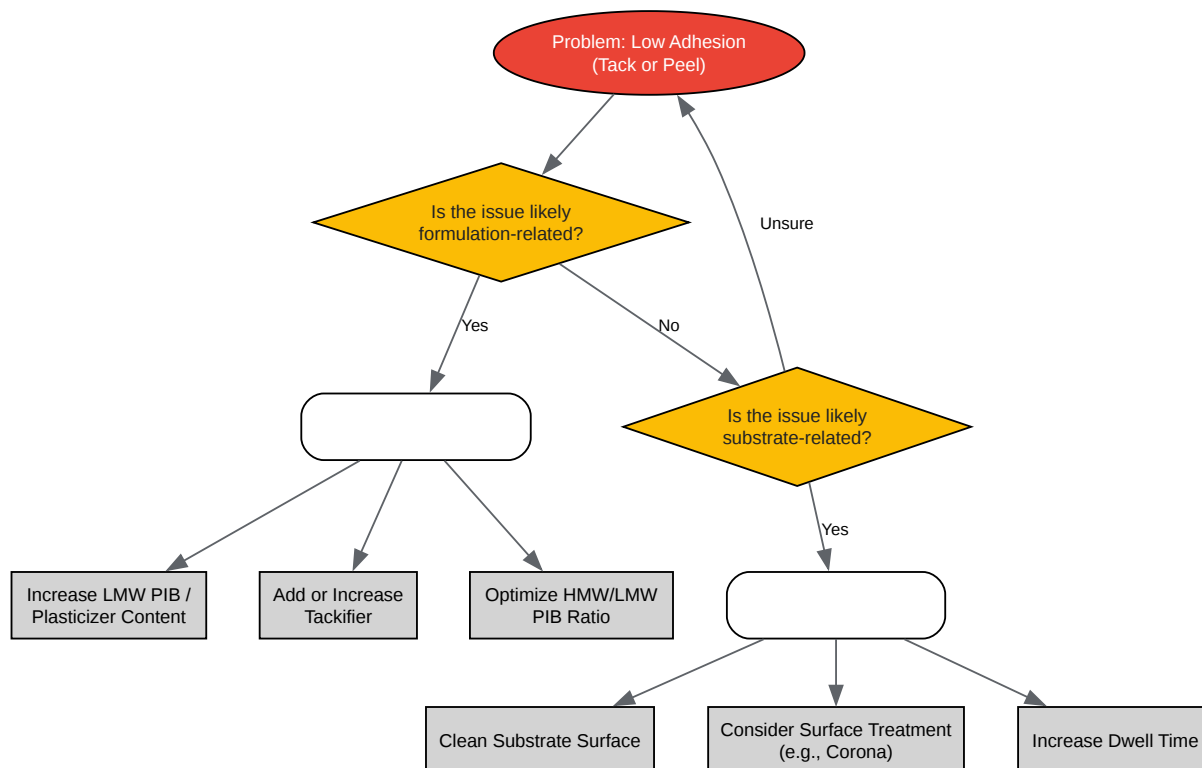 Problem: Low Adhesion
(Tack or Peel)
Is the issue likely
formulation-related?
Unsure
Yes
No
Is the issue likely
substrate-related?
Yes
Increase LMW PIB /
Plasticizer Content
Add or Increase
Tackifier
Optimize HMW/LMW
PIB Ratio
Clean Substrate Surface
Consider Surface Treatment
(e.g., Corona)
Increase Dwell Time